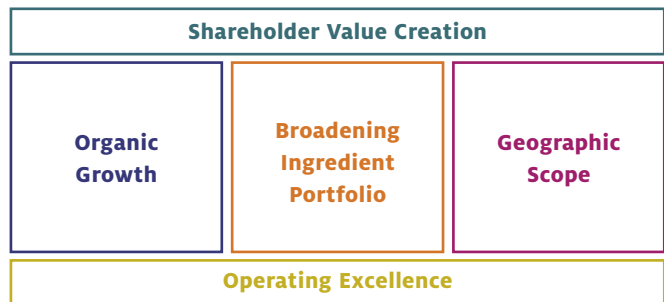 Shareholder Value Creation
Organic
Growth
Broadening
Ingredient
Portfolio
Geographic
Scope
Operating Excellence